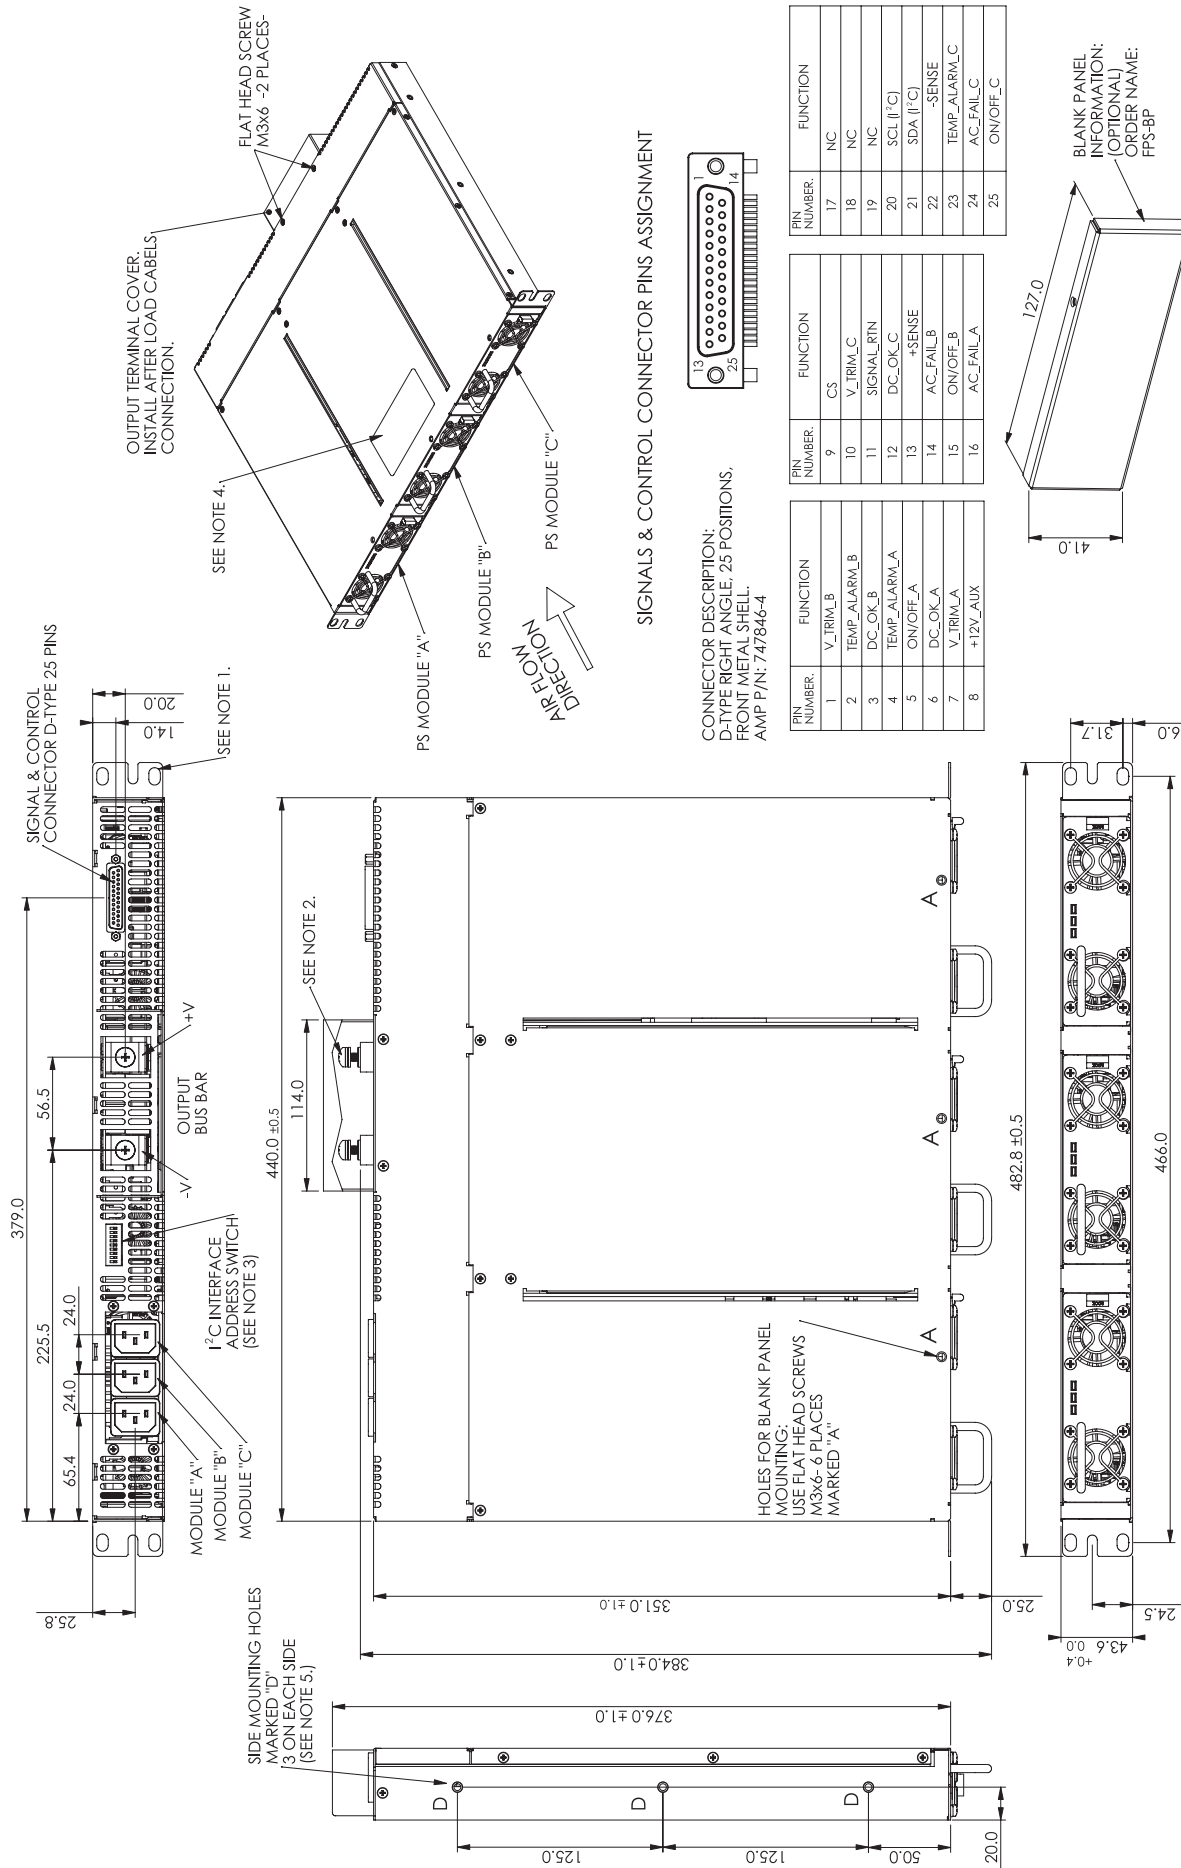 SIGNAL & CONTROL
CONNECTOR D-TYPE 25 PINS
20.0
14.0
SEE NOTE 1.
379.0
56.5
225.5
24.0
24.0
65.4
25.8
+V
OUTPUT
BUS BAR
-V
I²C INTERFACE
ADDRESS SWITCH
(SEE NOTE 3)
MODULE "A"
MODULE "B"
MODULE "C"
OUTPUT TERMINAL COVER.
INSTALL AFTER LOAD CABELS
CONNECTION.
FLAT HEAD SCREW
M3x6 -2 PLACES-
SEE NOTE 4.
PS MODULE "A"
PS MODULE "B"
PS MODULE "C"
AIR FLOW
DIRECTION
SIDE MOUNTING HOLES
MARKED "D"
3 ON EACH SIDE
(SEE NOTE 5.)
D
D
D
125.0
125.0
50.0
20.0
376.0 ±1.0
384.0 ±1.0
351.0 ±1.0
25.0
440.0 ±0.5
114.0
SEE NOTE 2.
HOLES FOR BLANK PANEL
MOUNTING:
USE FLAT HEAD SCREWS
M3x6- 6 PLACES
MARKED "A"
A
A
A
482.8 ±0.5
466.0
31.7
6.0
24.5
43.6 +0.4 0.0
SIGNALS & CONTROL CONNECTOR PINS ASSIGNMENT
CONNECTOR DESCRIPTION:
D-TYPE RIGHT ANGLE, 25 POSITIONS,
FRONT METAL SHELL.
AMP P/N: 747846-4
13
1
25
14
PIN NUMBER. FUNCTION
1 V_TRIM_B
2 TEMP_ALARM_B
3 DC_OK_B
4 TEMP_ALARM_A
5 ON/OFF_A
6 DC_OK_A
7 V_TRIM_A
8 +12V_AUX
PIN NUMBER. FUNCTION
9 CS
10 V_TRIM_C
11 SIGNAL_RTN
12 DC_OK_C
13 +SENSE
14 AC_FAIL_B
15 ON/OFF_B
16 AC_FAIL_A
PIN NUMBER. FUNCTION
17 NC
18 NC
19 NC
20 SCL (I²C)
21 SDA (I²C)
22 -SENSE
23 TEMP_ALARM_C
24 AC_FAIL_C
25 ON/OFF_C
127.0
41.0
BLANK PANEL
INFORMATION:
(OPTIONAL)
ORDER NAME:
FPS-BP